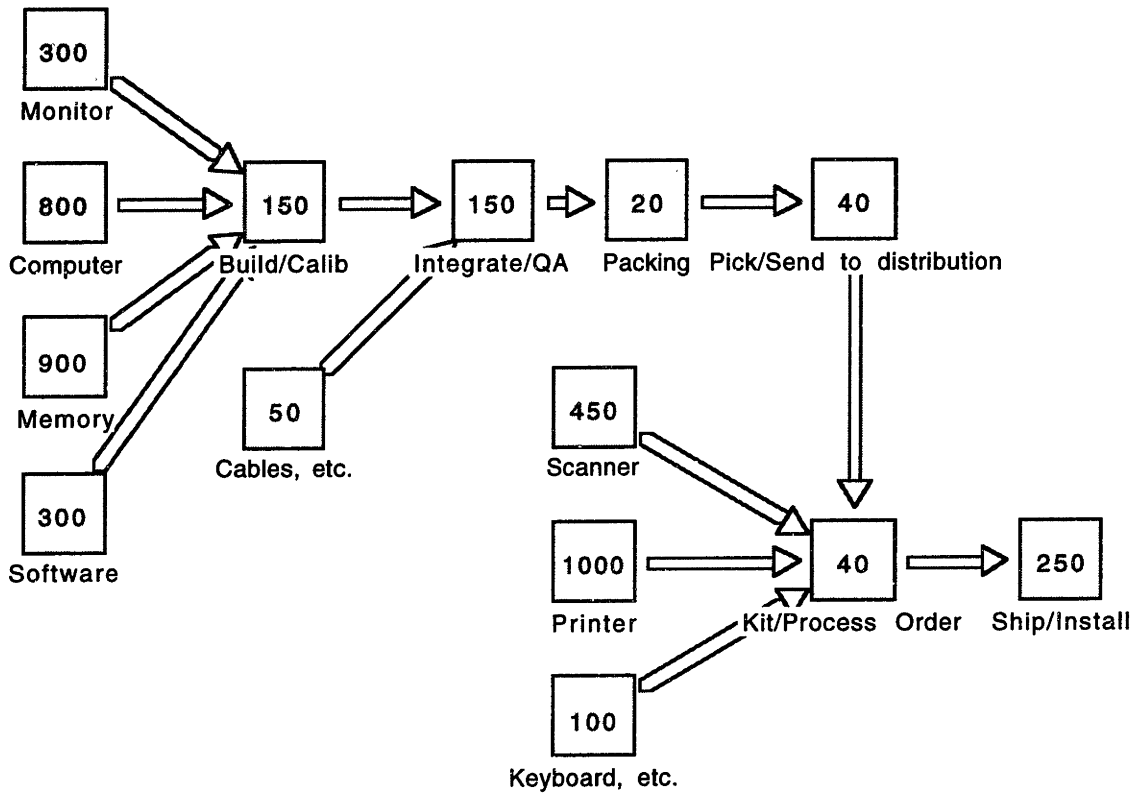 300
Monitor
800
Computer
150
Build/Calib
150
Integrate/QA
20
Packing
40
Pick/Send to distribution
900
Memory
50
Cables, etc.
300
Software
450
Scanner
1000
Printer
40
Kit/Process Order
250
Ship/Install
100
Keyboard, etc.